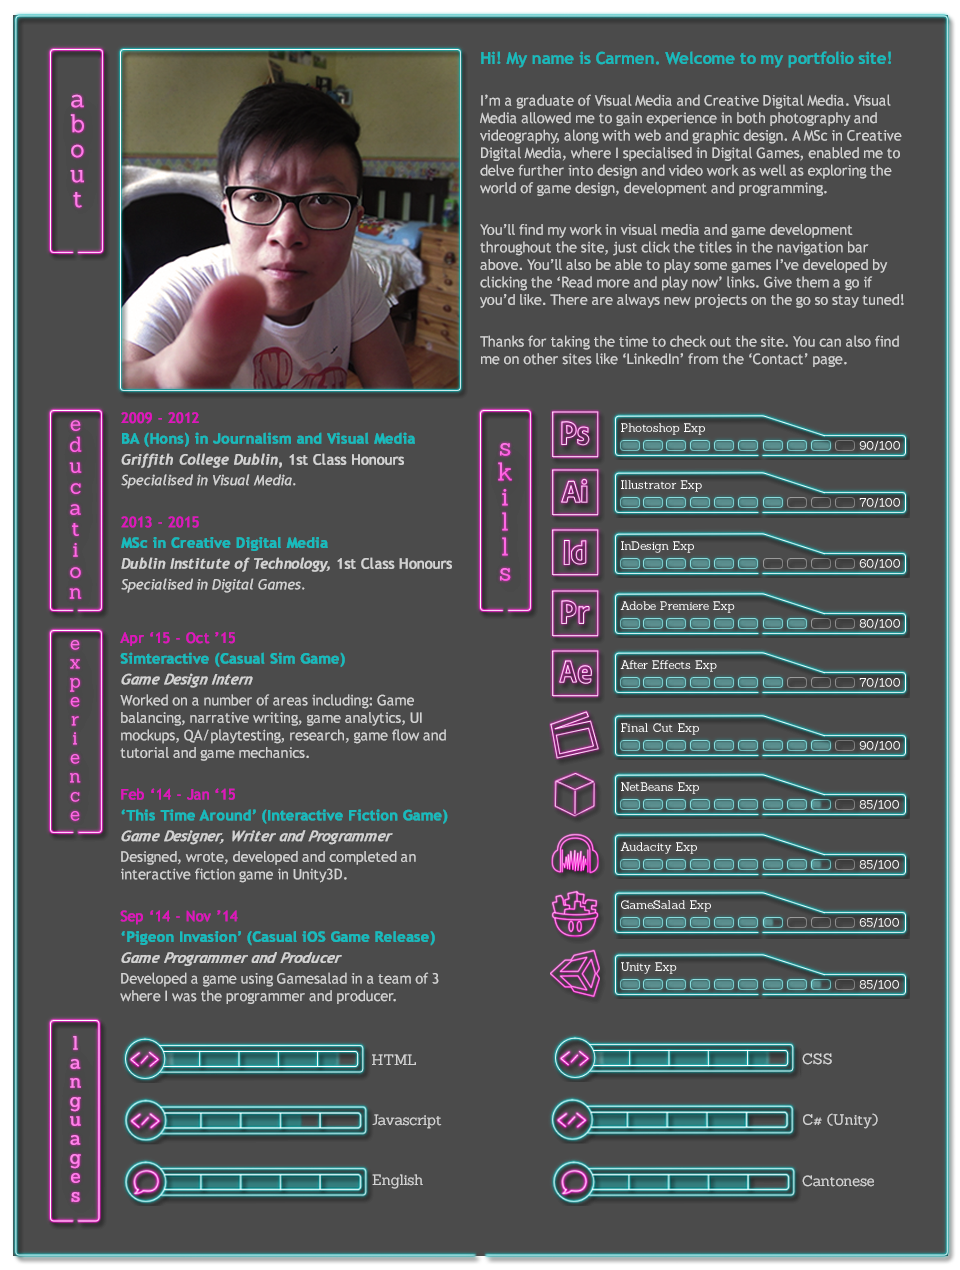 about
Hi! My name is Carmen. Welcome to my portfolio site!
I'm a graduate of Visual Media and Creative Digital Media. Visual
Media allowed me to gain experience in both photography and
videography, along with web and graphic design. A MSc in Creative
Digital Media, where I specialised in Digital Games, enabled me to
delve further into design and video work as well as exploring the
world of game design, development and programming.
You'll find my work in visual media and game development
throughout the site, just click the titles in the navigation bar
above. You'll also be able to play some games I've developed by
clicking the 'Read more and play now' links. Give them a go if
you'd like. There are always new projects on the go so stay tuned!
Thanks for taking the time to check out the site. You can also find
me on other sites like 'LinkedIn' from the 'Contact' page.
education
2009 - 2012
BA (Hons) in Journalism and Visual Media
Griffith College Dublin, 1st Class Honours
Specialised in Visual Media.
2013 - 2015
MSc in Creative Digital Media
Dublin Institute of Technology, 1st Class Honours
Specialised in Digital Games.
experience
Apr '15 - Oct '15
Simteractive (Casual Sim Game)
Game Design Intern
Worked on a number of areas including: Game
balancing, narrative writing, game analytics, UI
mockups, QA/playtesting, research, game flow and
tutorial and game mechanics.
Feb '14 - Jan '15
'This Time Around' (Interactive Fiction Game)
Game Designer, Writer and Programmer
Designed, wrote, developed and completed an
interactive fiction game in Unity3D.
Sep '14 - Nov '14
'Pigeon Invasion' (Casual iOS Game Release)
Game Programmer and Producer
Developed a game using Gamesalad in a team of 3
where I was the programmer and producer.
skills
Ps
Photoshop Exp
90/100
Ai
Illustrator Exp
70/100
Id
InDesign Exp
60/100
Pr
Adobe Premiere Exp
80/100
Ae
After Effects Exp
70/100
Final Cut Exp
90/100
NetBeans Exp
85/100
Audacity Exp
85/100
GameSalad Exp
65/100
Unity Exp
85/100
languages
</> HTML
</> CSS
</> Javascript
</> C# (Unity)
English
Cantonese